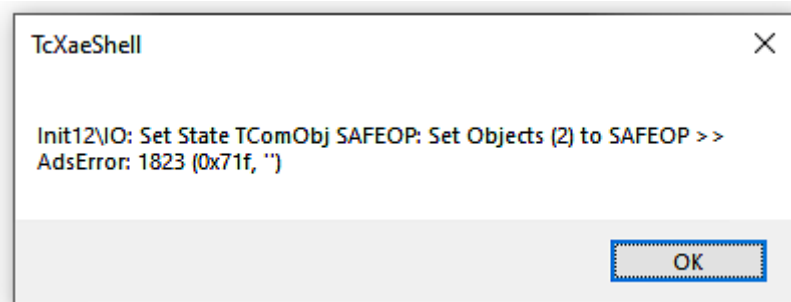 TcXaeShell
Init12\IO: Set State TComObj SAFEOP: Set Objects (2) to SAFEOP >>
AdsError: 1823 (0x71f, '')
OK